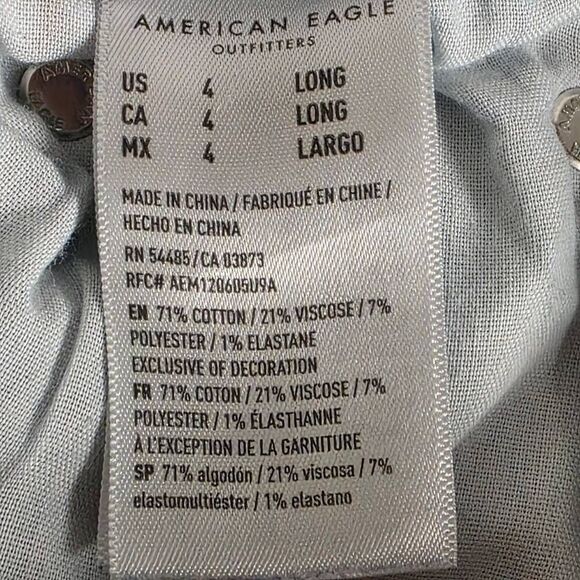 AMERICAN EAGLE
OUTFITTERS
US 4 LONG
CA 4 LONG
MX 4 LARGO
MADE IN CHINA / FABRIQUÉ EN CHINE /
HECHO EN CHINA
RN 54485 / CA 03873
RFC# AEM120605U9A
EN 71% COTTON / 21% VISCOSE / 7%
POLYESTER / 1% ELASTANE
EXCLUSIVE OF DECORATION
FR 71% COTON / 21% VISCOSE / 7%
POLYESTER / 1% ÉLASTHANNE
À L'EXCEPTION DE LA GARNITURE
SP 71% algodón / 21% viscosa / 7%
elastomultiéster / 1% elastano